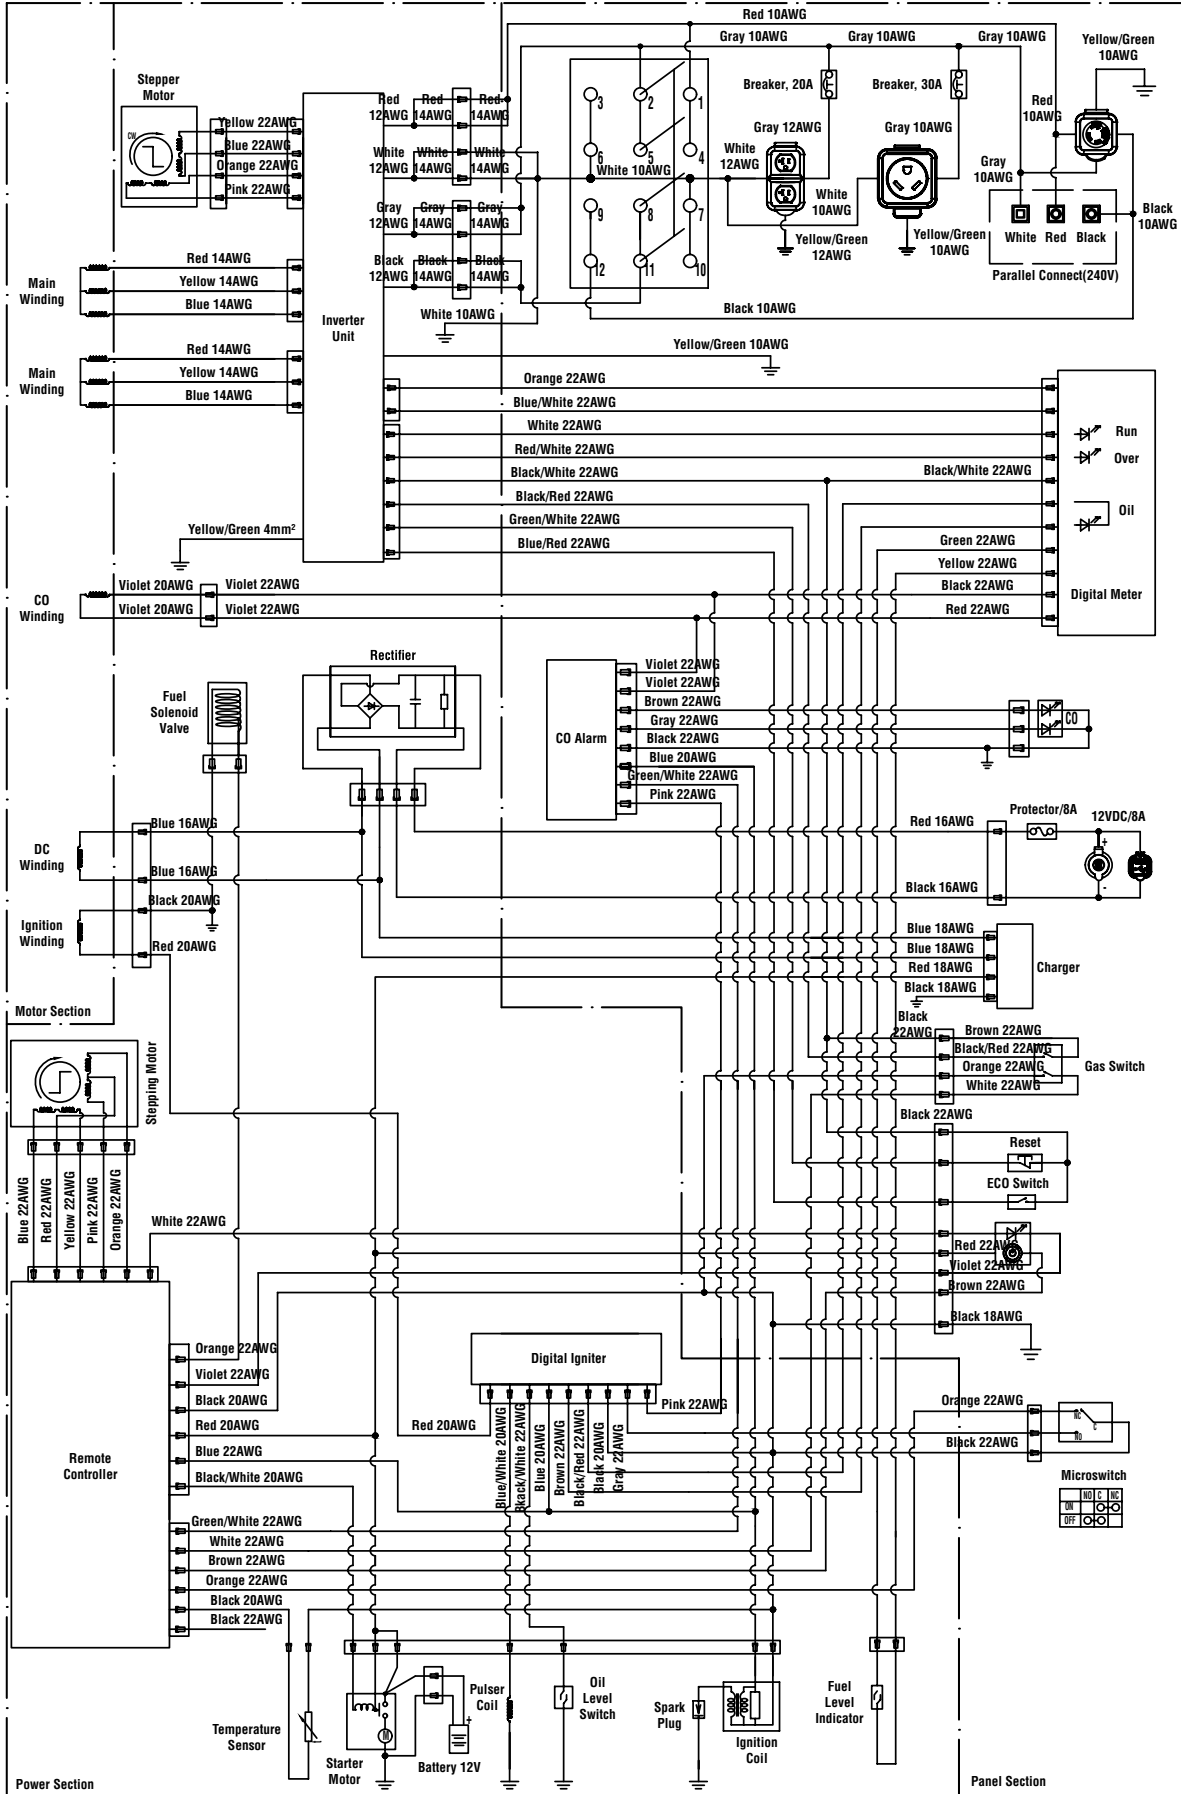 Red 10AWG
Gray 10AWG
Gray 10AWG
Gray 10AWG
Yellow/Green
10AWG
Stepper
Motor
CW
Yellow 22AWG
Blue 22AWG
Orange 22AWG
Pink 22AWG
Red
12AWG
Red
14AWG
Red
14AWG
White
12AWG
White
14AWG
White
14AWG
Gray
12AWG
Gray
14AWG
Gray
14AWG
Black
12AWG
Black
14AWG
Black
14AWG
3
2
1
6
5
4
White 10AWG
9
8
7
12
11
10
Breaker, 20A
Breaker, 30A
Gray 12AWG
Gray 10AWG
White
12AWG
White
10AWG
Yellow/Green
12AWG
Yellow/Green
10AWG
Red
10AWG
Gray
10AWG
Black
10AWG
White
Red
Black
Parallel Connect(240V)
Black 10AWG
White 10AWG
Yellow/Green 10AWG
Main
Winding
Red 14AWG
Yellow 14AWG
Blue 14AWG
Main
Winding
Red 14AWG
Yellow 14AWG
Blue 14AWG
Inverter
Unit
Orange 22AWG
Blue/White 22AWG
White 22AWG
Red/White 22AWG
Black/White 22AWG
Black/Red 22AWG
Green/White 22AWG
Blue/Red 22AWG
Black/White 22AWG
Green 22AWG
Yellow 22AWG
Black 22AWG
Red 22AWG
Run
Over
Oil
Digital Meter
Yellow/Green 4mm²
CO
Winding
Violet 20AWG
Violet 22AWG
Violet 20AWG
Violet 22AWG
Rectifier
Fuel
Solenoid
Valve
CO Alarm
Violet 22AWG
Violet 22AWG
Brown 22AWG
Gray 22AWG
Black 22AWG
Blue 20AWG
Green/White 22AWG
Pink 22AWG
CO
DC
Winding
Blue 16AWG
Blue 16AWG
Ignition
Winding
Black 20AWG
Red 20AWG
Red 16AWG
Black 16AWG
Protector/8A
12VDC/8A
+
-
Blue 18AWG
Blue 18AWG
Red 18AWG
Black 18AWG
Charger
Motor Section
Stepping Motor
Black
22AWG
Brown 22AWG
Black/Red 22AWG
Orange 22AWG
White 22AWG
Gas Switch
Black 22AWG
Reset
ECO Switch
Blue 22AWG
Red 22AWG
Yellow 22AWG
Pink 22AWG
Orange 22AWG
White 22AWG
Red 22AWG
Violet 22AWG
Brown 22AWG
Black 18AWG
Remote
Controller
Orange 22AWG
Violet 22AWG
Black 20AWG
Red 20AWG
Blue 22AWG
Black/White 20AWG
Green/White 22AWG
White 22AWG
Brown 22AWG
Orange 22AWG
Black 20AWG
Black 22AWG
Digital Igniter
Red 20AWG
Blue/White 20AWG
Bkack/White 22AWG
Blue 20AWG
Brown 22AWG
Black/Red 22AWG
Black 20AWG
Gray 22AWG
Pink 22AWG
Orange 22AWG
Black 22AWG
NC
C
NO
Microswitch
NO C NC
ON
OFF
Temperature
Sensor
Starter
Motor
M
+
Battery 12V
Pulser
Coil
Oil
Level
Switch
Spark
Plug
Ignition
Coil
Fuel
Level
Indicator
Power Section
Panel Section